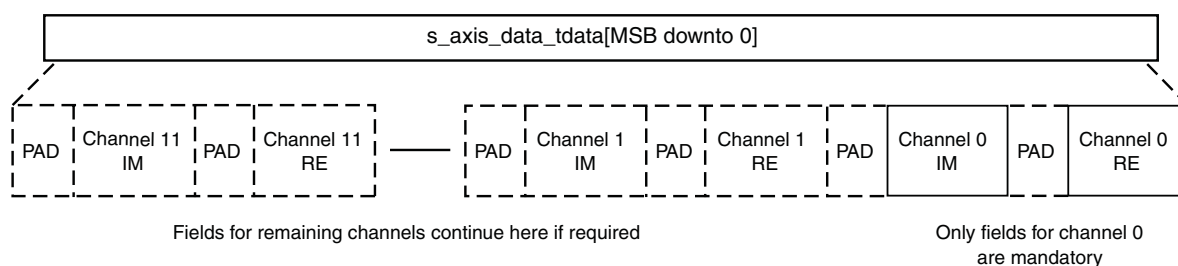 s_axis_data_tdata[MSB downto 0]
PAD
Channel 11
IM
PAD
Channel 11
RE
PAD
Channel 1
IM
PAD
Channel 1
RE
PAD
Channel 0
IM
PAD
Channel 0
RE
Fields for remaining channels continue here if required
Only fields for channel 0
are mandatory